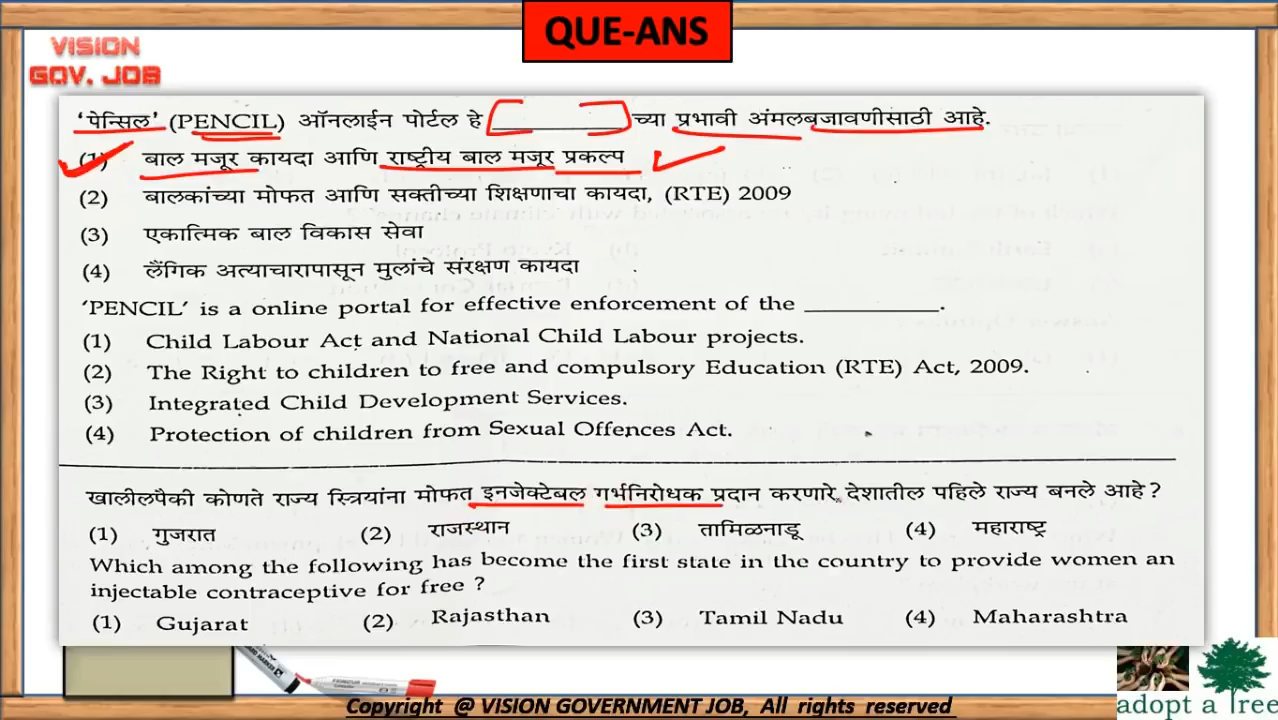 QUE-ANS
VISION
GOV. JOB
'पेन्सिल' (PENCIL) ऑनलाईन पोर्टल हे __________ च्या प्रभावी अंमलबजावणीसाठी आहे.
(1) बाल मजूर कायदा आणि राष्ट्रीय बाल मजूर प्रकल्प
(2) बालकांच्या मोफत आणि सक्तीच्या शिक्षणाचा कायदा, (RTE) 2009
(3) एकात्मिक बाल विकास सेवा
(4) लैंगिक अत्याचारापासून मुलांचे संरक्षण कायदा
'PENCIL' is a online portal for effective enforcement of the __________.
(1) Child Labour Act and National Child Labour projects.
(2) The Right to children to free and compulsory Education (RTE) Act, 2009.
(3) Integrated Child Development Services.
(4) Protection of children from Sexual Offences Act.
खालीलपैकी कोणते राज्य स्त्रियांना मोफत इनजेक्टेबल गर्भनिरोधक प्रदान करणारे देशातील पहिले राज्य बनले आहे ?
(1) गुजरात (2) राजस्थान (3) तामिळनाडू (4) महाराष्ट्र
Which among the following has become the first state in the country to provide women an
injectable contraceptive for free ?
(1) Gujarat (2) Rajasthan (3) Tamil Nadu (4) Maharashtra
Copyright @ VISION GOVERNMENT JOB, All rights reserved
adopt a Tree